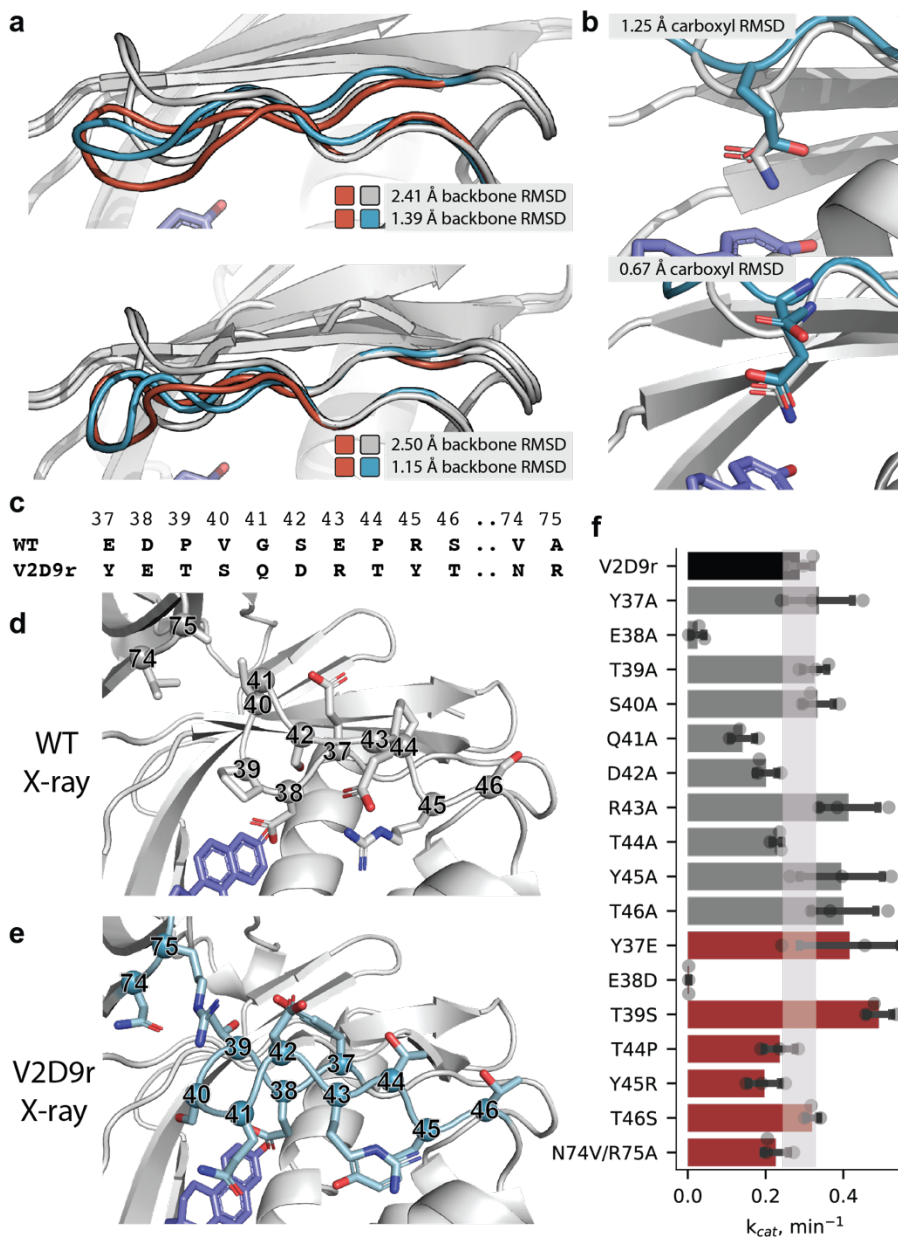 a
2.41 Å backbone RMSD
1.39 Å backbone RMSD
2.50 Å backbone RMSD
1.15 Å backbone RMSD
b
1.25 Å carboxyl RMSD
0.67 Å carboxyl RMSD
c
37 38 39 40 41 42 43 44 45 46 74 75
WT E D P V G S E P R S .. V A
V2D9r Y E T S Q D R T Y T .. N R
d
WT
X-ray
75
74
41
40
42
37
43
44
39
38
45
46
e
V2D9r
X-ray
75
74
39
42
37
40
38
44
41
43
45
46
f
V2D9r
Y37A
E38A
T39A
S40A
Q41A
D42A
R43A
T44A
Y45A
T46A
Y37E
E38D
T39S
T44P
Y45R
T46S
N74V/R75A
0.0 0.2 0.4
kcat, min⁻¹